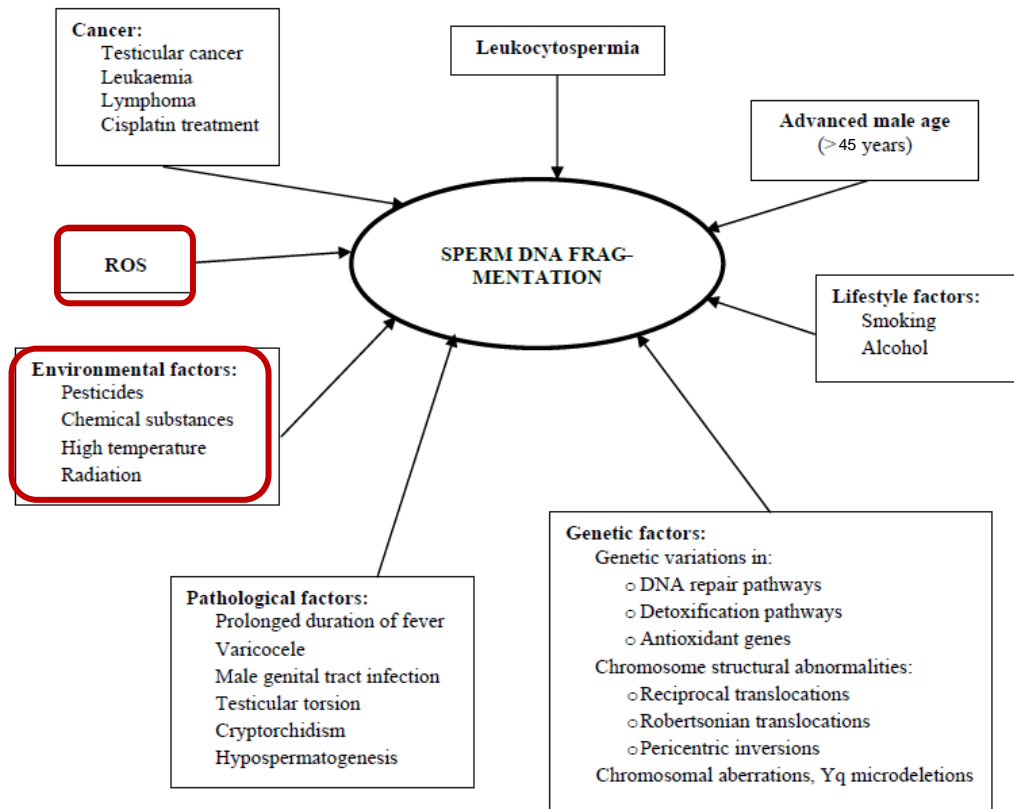 Cancer:
Testicular cancer
Leukaemia
Lymphoma
Cisplatin treatment
Leukocytospermia
Advanced male age
(>45 years)
ROS
SPERM DNA FRAG-
MENTATION
Lifestyle factors:
Smoking
Alcohol
Environmental factors:
Pesticides
Chemical substances
High temperature
Radiation
Pathological factors:
Prolonged duration of fever
Varicocele
Male genital tract infection
Testicular torsion
Cryptorchidism
Hypospermatogenesis
Genetic factors:
Genetic variations in:
o DNA repair pathways
o Detoxification pathways
o Antioxidant genes
Chromosome structural abnormalities:
o Reciprocal translocations
o Robertsonian translocations
o Pericentric inversions
Chromosomal aberrations, Yq microdeletions